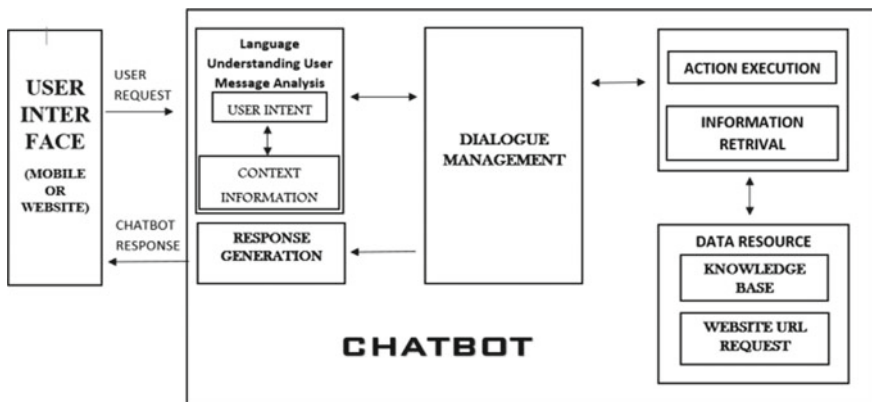 USER
INTER
FACE
(MOBILE
OR
WEBSITE)
USER
REQUEST
CHATBOT
RESPONSE
Language
Understanding User
Message Analysis
USER INTENT
CONTEXT
INFORMATION
RESPONSE
GENERATION
DIALOGUE
MANAGEMENT
ACTION EXECUTION
INFORMATION
RETRIVAL
DATA RESOURCE
KNOWLEDGE
BASE
WEBSITE URL
REQUEST
CHATBOT